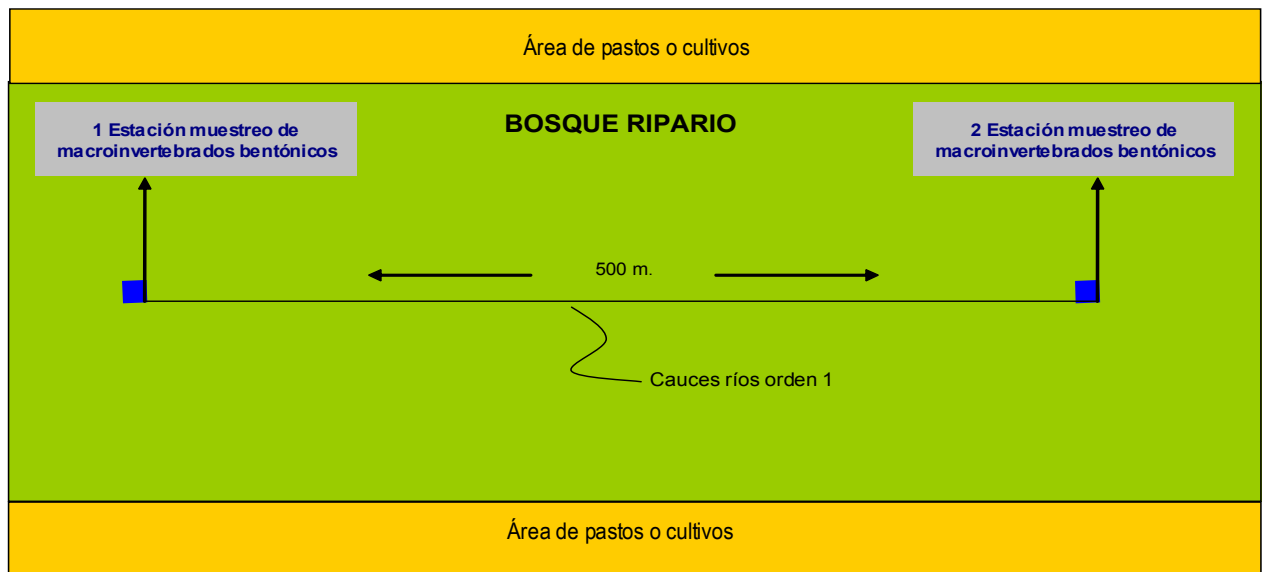 Área de pastos o cultivos
BOSQUE RIPARIO
1 Estación muestreo de
macroinvertebrados bentónicos
2 Estación muestreo de
macroinvertebrados bentónicos
500 m.
Cauces ríos orden 1
Área de pastos o cultivos